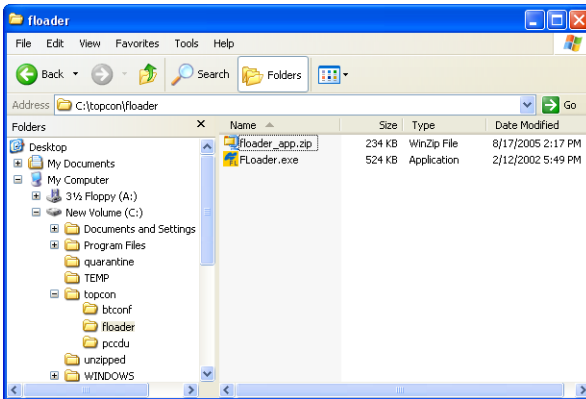 floader
File Edit View Favorites Tools Help
Back Search Folders
Address C:\topcon\floader Go
Folders
Name Size Type Date Modified
Desktop
My Documents
My Computer
3½ Floppy (A:)
New Volume (C:)
Documents and Settings
Program Files
quarantine
TEMP
topcon
btconf
floader
pccdu
unzipped
WINDOWS
floader_app.zip 234 KB WinZip File 8/17/2005 2:17 PM
FLoader.exe 524 KB Application 2/12/2002 5:49 PM